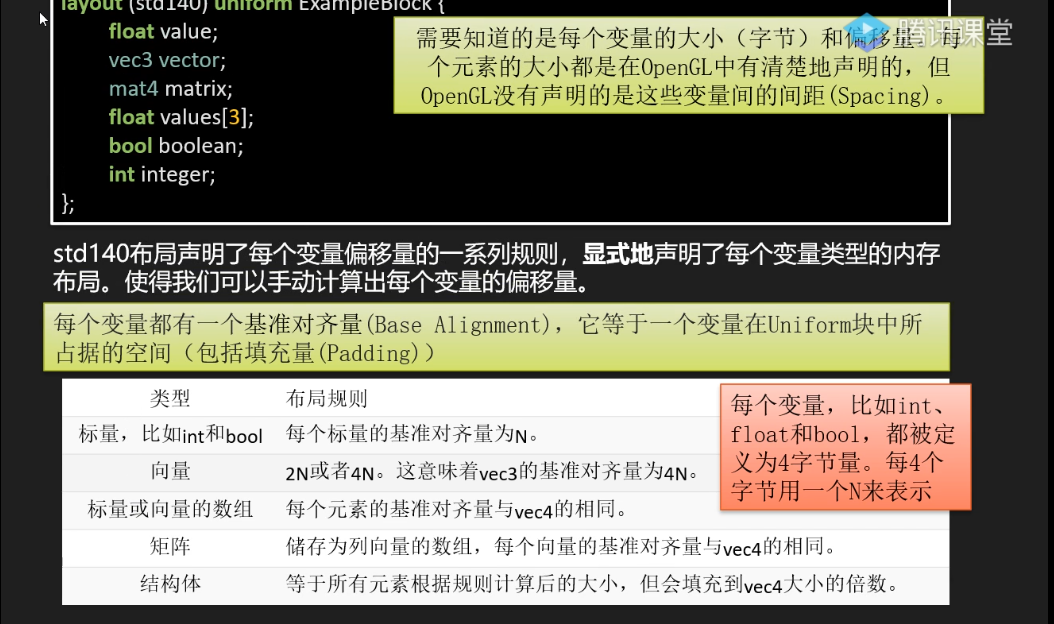 layout (std140) uniform ExampleBlock {
float value;
vec3 vector;
mat4 matrix;
float values[3];
bool boolean;
int integer;
};
需要知道的是每个变量的大小（字节）和偏移量，每
个元素的大小都是在OpenGL中有清楚地声明的，但
OpenGL没有声明的是这些变量间的间距(Spacing)。
腾讯课堂
std140布局声明了每个变量偏移量的一系列规则，显式地声明了每个变量类型的内存
布局。使得我们可以手动计算出每个变量的偏移量。
每个变量都有一个基准对齐量(Base Alignment)，它等于一个变量在Uniform块中所
占据的空间（包括填充量(Padding)）
类型 布局规则
标量，比如int和bool 每个标量的基准对齐量为N。
向量 2N或者4N。这意味着vec3的基准对齐量为4N。
标量或向量的数组 每个元素的基准对齐量与vec4的相同。
矩阵 储存为列向量的数组，每个向量的基准对齐量与vec4的相同。
结构体 等于所有元素根据规则计算后的大小，但会填充到vec4大小的倍数。
每个变量，比如int、
float和bool，都被定
义为4字节量。每4个
字节用一个N来表示